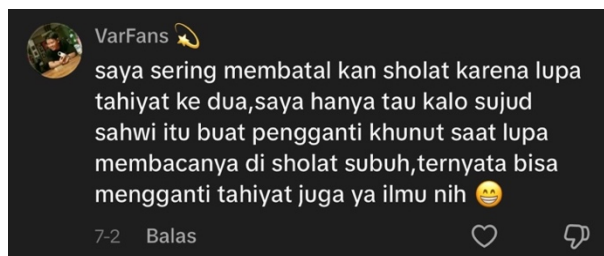 VarFans 💫
saya sering membatal kan sholat karena lupa
tahiyat ke dua,saya hanya tau kalo sujud
sahwi itu buat pengganti khunut saat lupa
membacanya di sholat subuh,ternyata bisa
mengganti tahiyat juga ya ilmu nih 😁
7-2 Balas